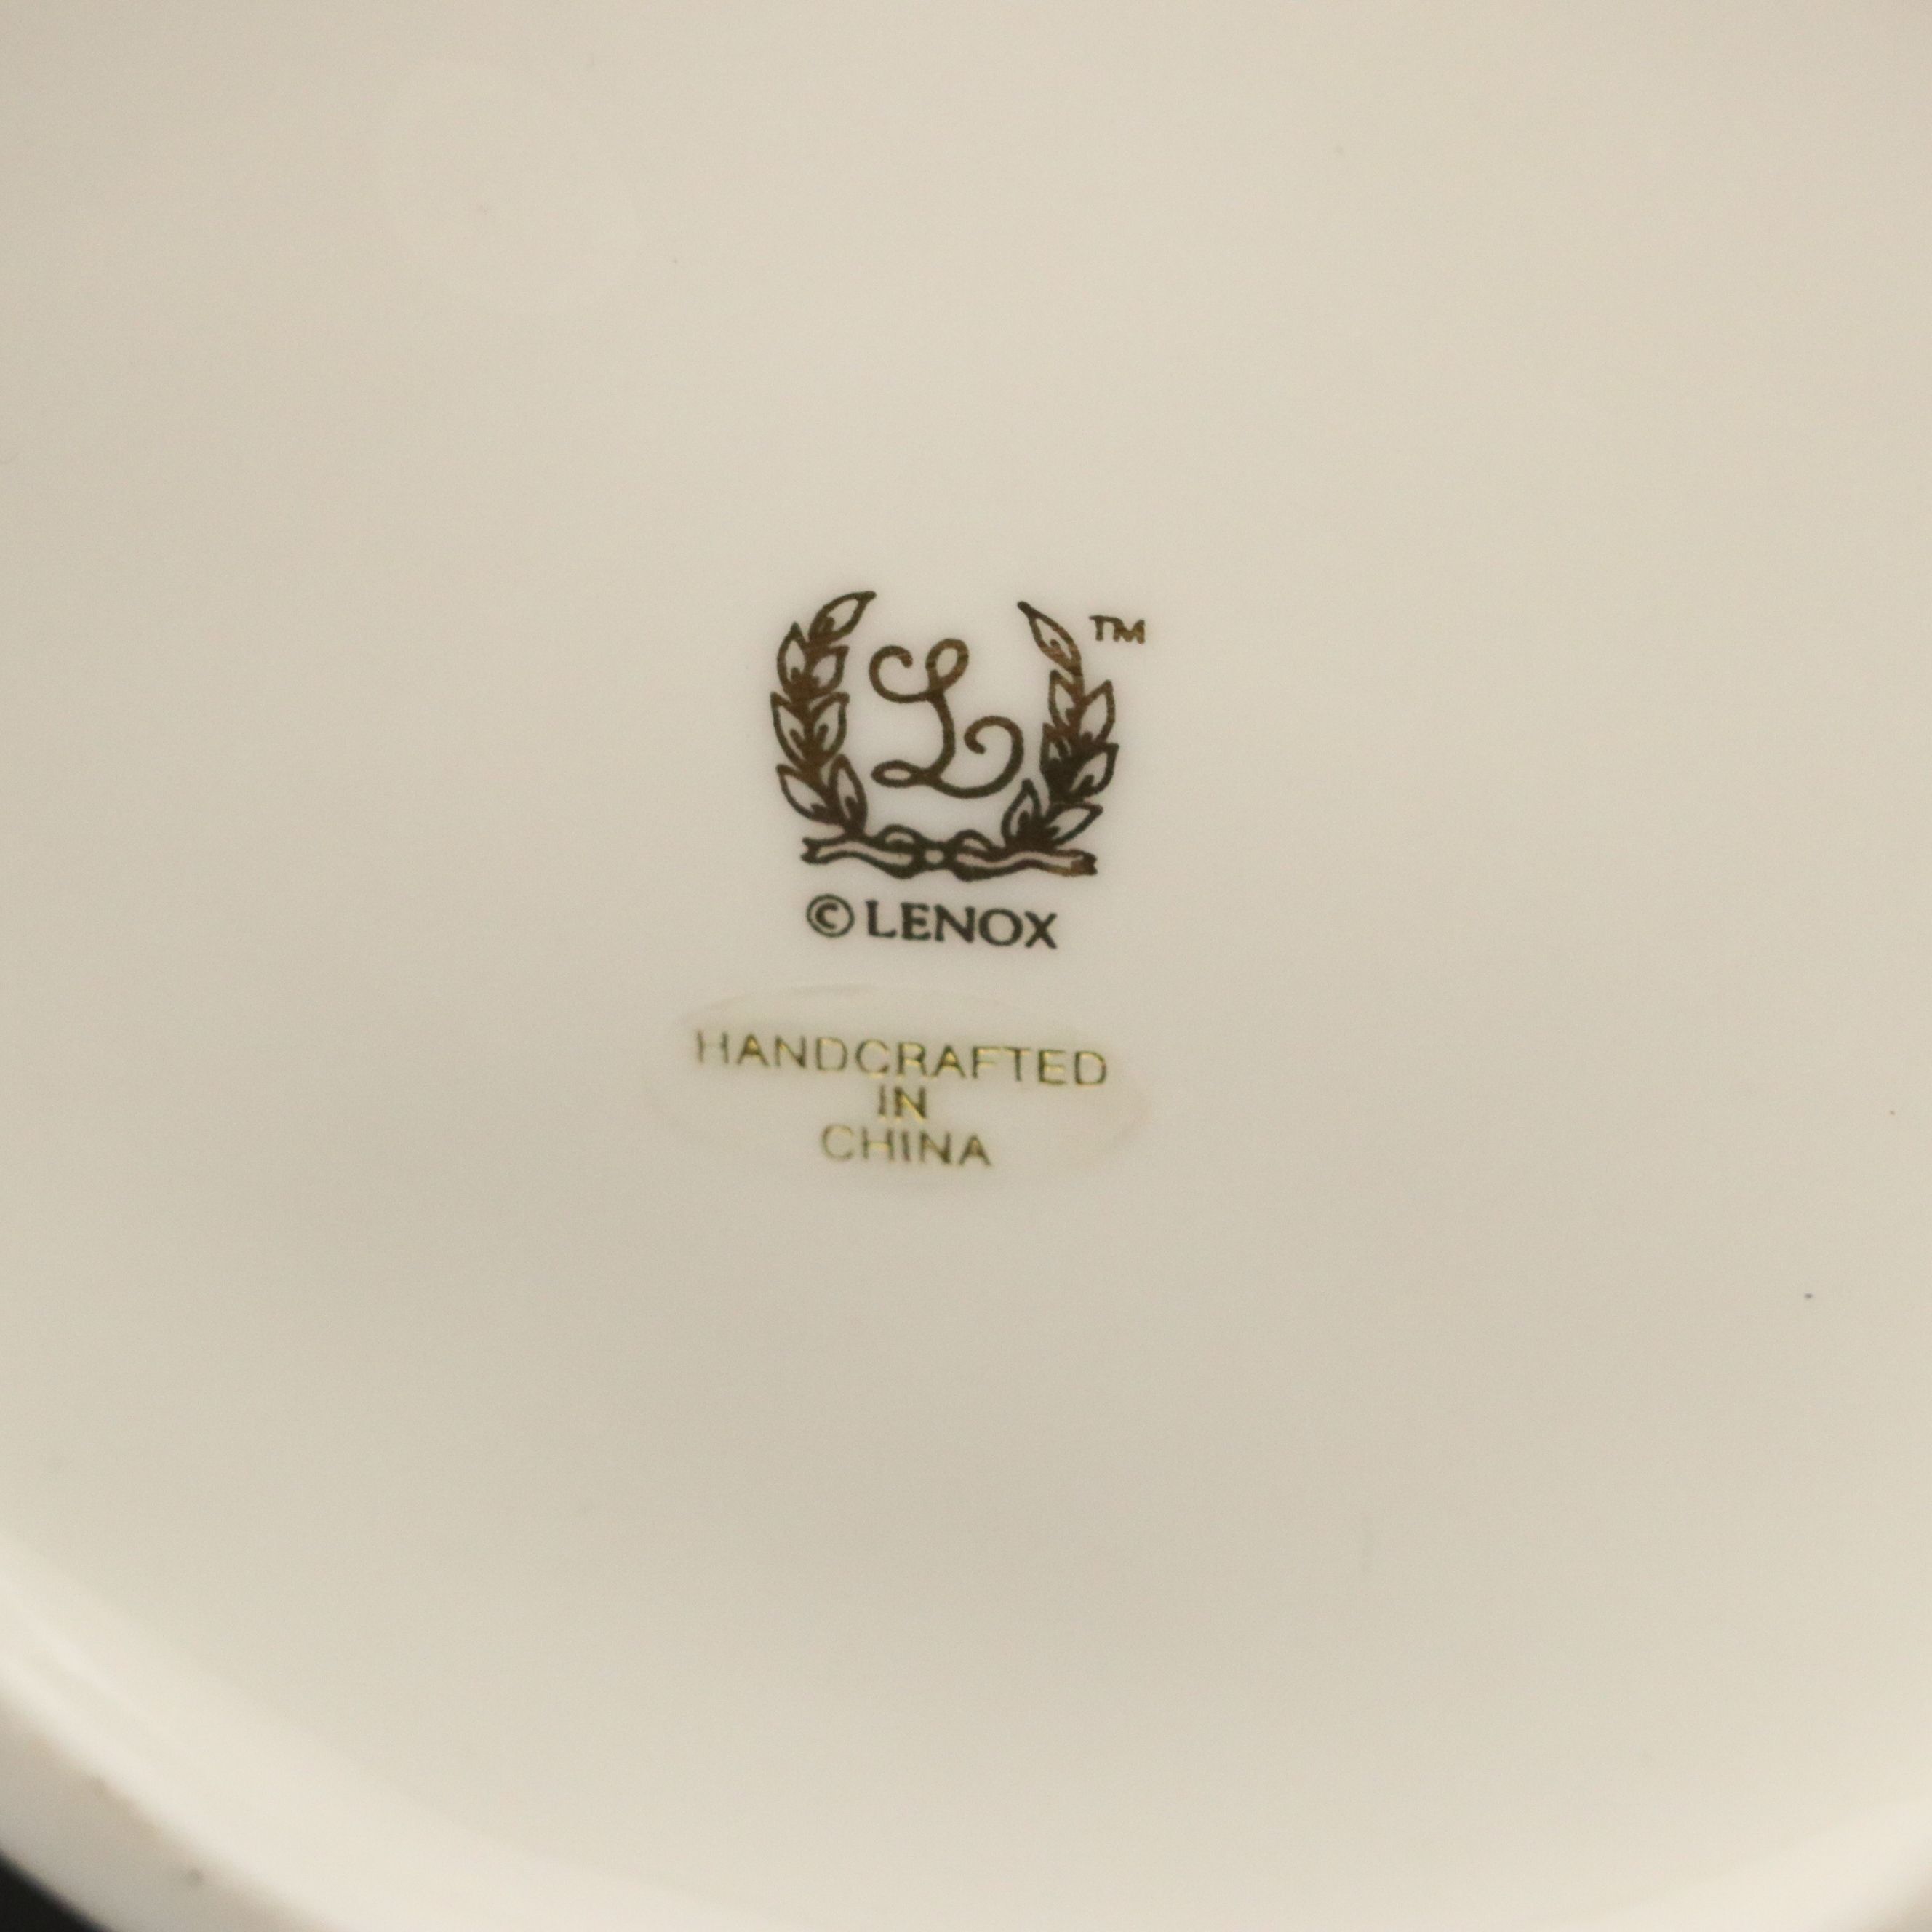 L ™
© LENOX
HANDCRAFTED
IN
CHINA